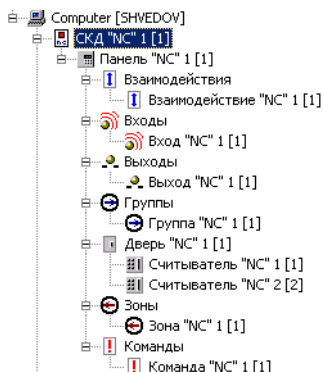 Computer [SHVEDOV]
СКД "NC" 1 [1]
Панель "NC" 1 [1]
Взаимодействия
Взаимодействие "NC" 1 [1]
Входы
Вход "NC" 1 [1]
Выходы
Выход "NC" 1 [1]
Группы
Группа "NC" 1 [1]
Дверь "NC" 1 [1]
Считыватель "NC" 1 [1]
Считыватель "NC" 2 [2]
Зоны
Зона "NC" 1 [1]
Команды
Команда "NC" 1 [1]